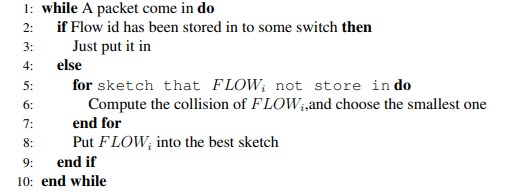 1: while A packet come in do
2: if Flow id has been stored in to some switch then
3: Just put it in
4: else
5: for sketch that FLOWᵢ not store in do
6: Compute the collision of FLOWᵢ,and choose the smallest one
7: end for
8: Put FLOWᵢ into the best sketch
9: end if
10: end while